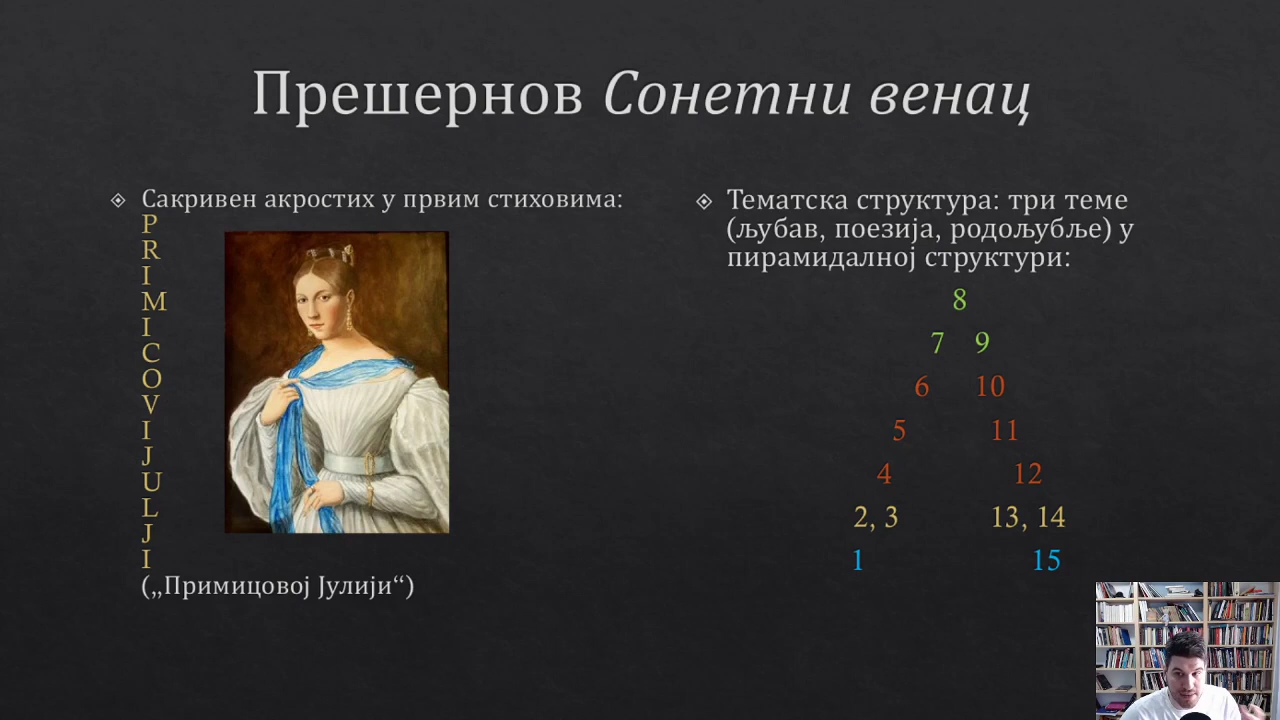 Прешернов Сонетни венац
Сакривен акростих у првим стиховима:
P
R
I
M
I
C
O
V
I
J
U
L
J
I
(„Примицовој Јулији“)
Тематска структура: три теме
(љубав, поезија, родољубље) у
пирамидалној структури:
8
7 9
6 10
5 11
4 12
2, 3 13, 14
1 15